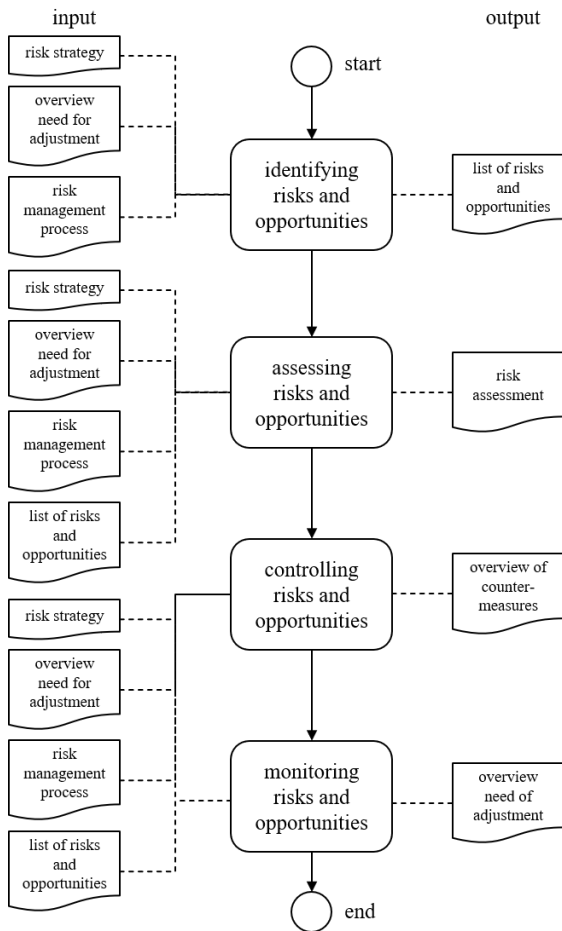 input
output
risk strategy
start
overview
need for
adjustment
identifying
risks and
opportunities
list of risks
and
opportunities
risk
management
process
risk strategy
overview
need for
adjustment
assessing
risks and
opportunities
risk
assessment
risk
management
process
list of risks
and
opportunities
controlling
risks and
opportunities
overview of
counter-
measures
risk strategy
overview
need for
adjustment
risk
management
process
monitoring
risks and
opportunities
overview
need of
adjustment
list of risks
and
opportunities
end